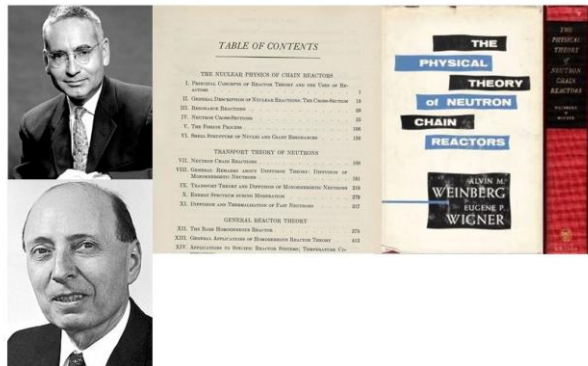 TABLE OF CONTENTS
THE NUCLEAR PHYSICS OF CHAIN REACTORS
I. PRINCIPAL CONCEPTS OF REACTOR THEORY AND THE USES OF RE-
ACTORS 1
II. GENERAL DESCRIPTION OF NUCLEAR REACTIONS; THE CROSS-SECTION
III. RESONANCE REACTIONS
IV. NEUTRON CROSS-SECTIONS
V. THE FISSION PROCESS
VI. SHELL STRUCTURE OF NUCLEI AND GIANT RESONANCES
TRANSPORT THEORY OF NEUTRONS
VII. NEUTRON CHAIN REACTIONS
VIII. GENERAL REMARKS ABOUT DIFFUSION THEORY: DIFFUSION OF
MONOENERGETIC NEUTRONS
IX. TRANSPORT THEORY AND DIFFUSION OF MONOENERGETIC NEUTRONS
X. ENERGY SPECTRUM DURING MODERATION
XI. DIFFUSION AND THERMALIZATION OF FAST NEUTRONS
GENERAL REACTOR THEORY
XII. THE BARE HOMOGENEOUS REACTOR
XIII. GENERAL APPLICATIONS OF HOMOGENEOUS REACTOR THEORY
XIV. APPLICATIONS TO SPECIFIC REACTOR SYSTEMS; TEMPERATURE CO-
THE
PHYSICAL
THEORY
of NEUTRON
CHAIN
REACTORS
ALVIN M.
WEINBERG
EUGENE P.
WIGNER
THE
PHYSICAL
THEORY
of
NEUTRON
CHAIN
REACTORS